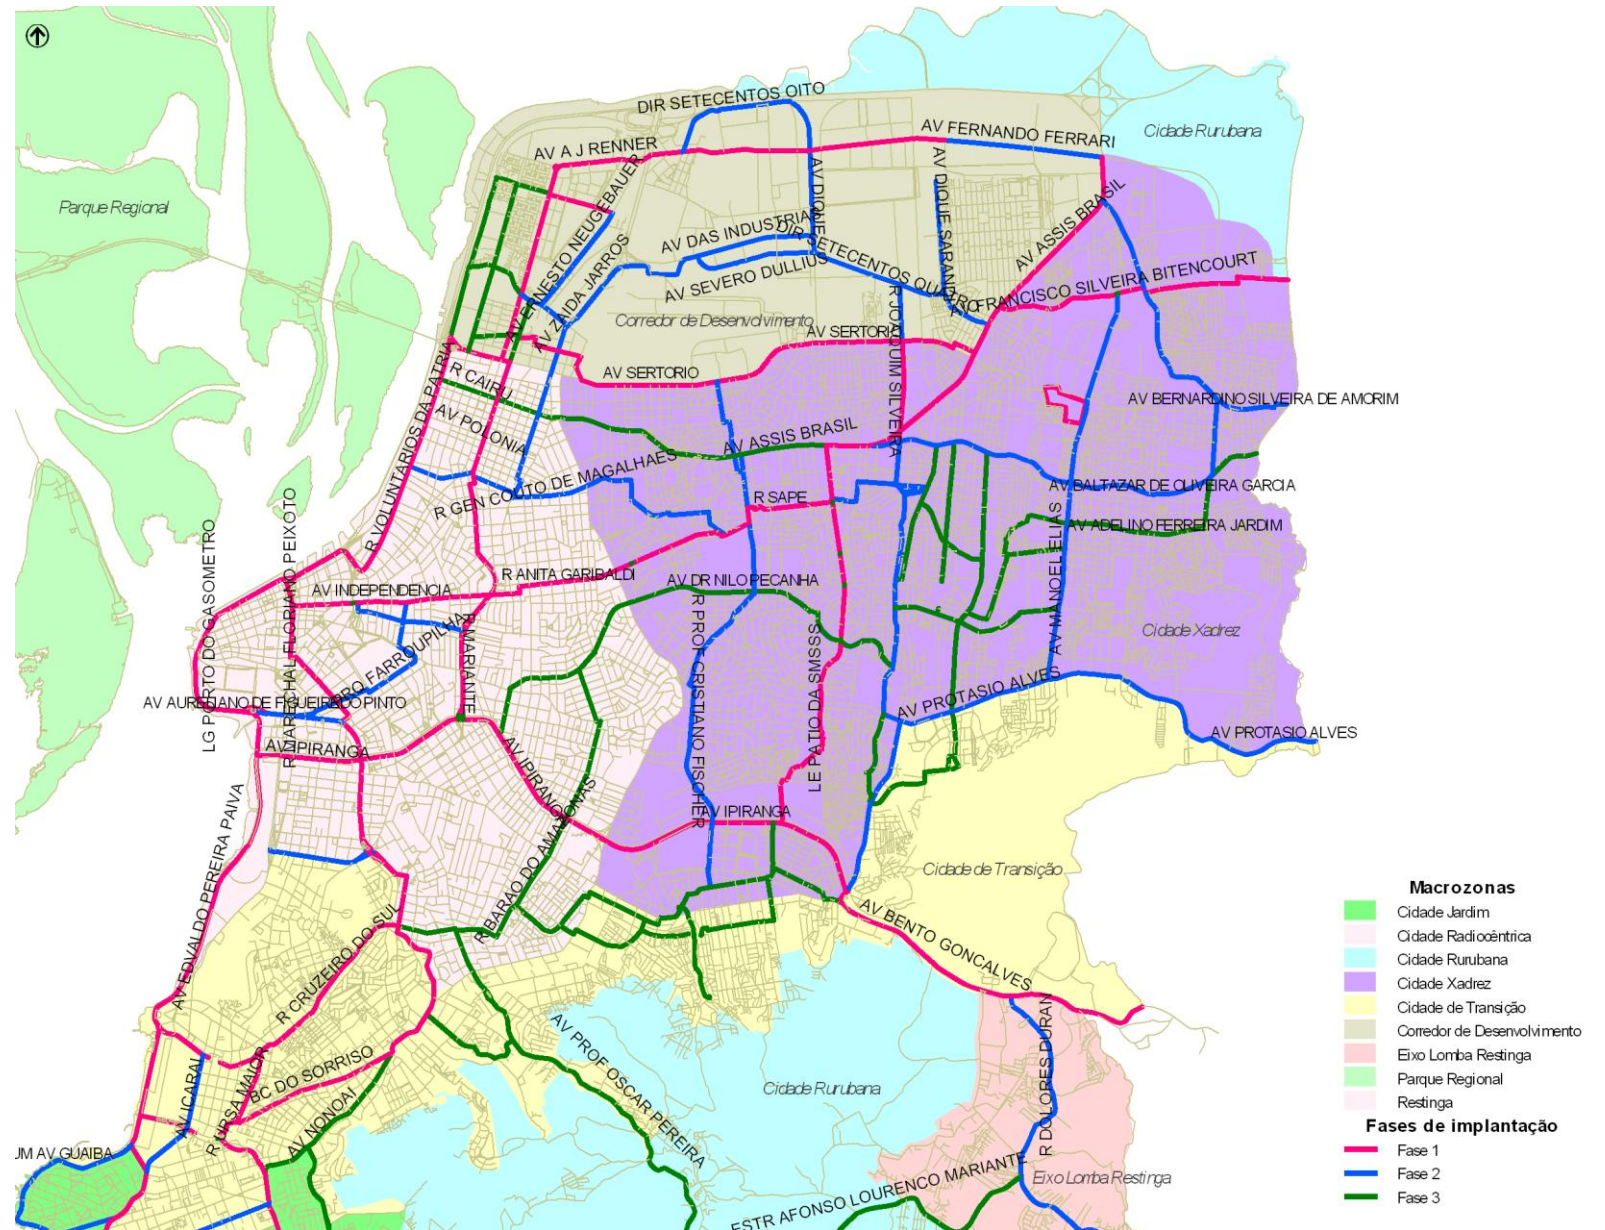 DIR SETECENTOS OITO
AV FERNANDO FERRARI
Cidade Rururbana
AV A J RENNER
Parque Regional
AV ERNESTO NEUGEBAUER
AV DIQUE
AV DIQUE SARANDI
AV ASSIS BRASIL
AV DAS INDUSTRIAS
DIR SETECENTOS QUATRO
AV ZAIDA JARROS
AV SEVERO DULLIUS
AV FRANCISCO SILVEIRA BITENCOURT
Corredor de Desenvolvimento
AV SERTORIO
R JOAQUIM SILVEIRA
AV SERTORIO
R CAIRU
R VOLUNTARIOS DA PATRIA
AV BERNARDINO SILVEIRA DE AMORIM
AV POLONIA
AV ASSIS BRASIL
R GEN COUTO DE MAGALHAES
AV BALTAZAR DE OLIVEIRA GARCIA
R SAPE
AV ADELINO FERREIRA JARDIM
LG PORTO DO GASOMETRO
R MARECHAL FLORIANO PEIXOTO
R ANITA GARIBALDI
AV DR NILO PECANHA
AV INDEPENDENCIA
AV MANOEL ELIAS
Cidade Xadrez
R MARIANTE
R PROF CRISTIANO FISCHER
LE PATIO DA SMSSS
AV AURELIANO DE FIGUEIREDO PINTO
AV PROTASIO ALVES
AV PROTASIO ALVES
AV IPIRANGA
AV IPIRANGA
AV IPIRANGA
AV EDVALDO PEREIRA PAIVA
R BARAO DO AMAZONAS
Cidade de Transição
AV BENTO GONCALVES
R CRUZEIRO DO SUL
AV PROF OSCAR PEREIRA
R DOLORES DURAN
AV ICARAI
R URSA MAIOR
BC DO SORRISO
AV NONOAI
Cidade Rururbana
UM AV GUAIBA
ESTR AFONSO LOURENCO MARIANTE
Eixo Lomba Restinga
Macrozonas
Cidade Jardim
Cidade Radiocêntrica
Cidade Rururbana
Cidade Xadrez
Cidade de Transição
Corredor de Desenvolvimento
Eixo Lomba Restinga
Parque Regional
Restinga
Fases de implantação
Fase 1
Fase 2
Fase 3